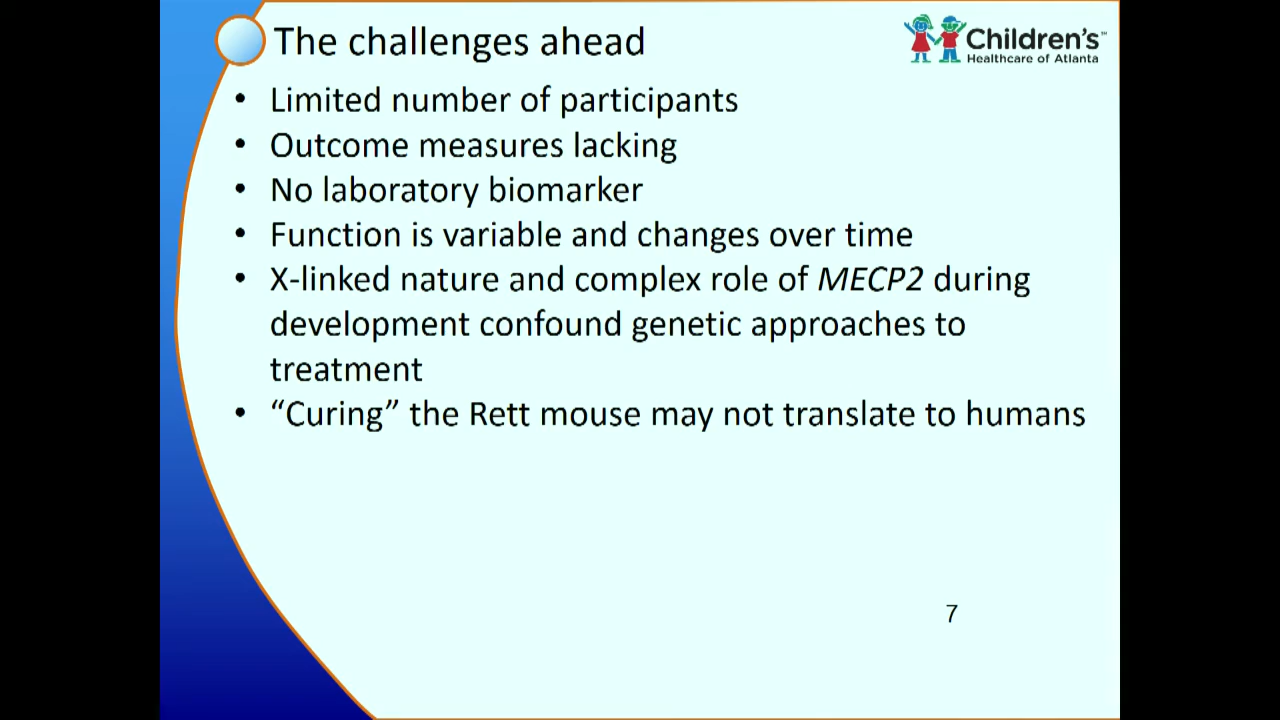 The challenges ahead
Children's™
Healthcare of Atlanta
• Limited number of participants
• Outcome measures lacking
• No laboratory biomarker
• Function is variable and changes over time
• X-linked nature and complex role of MECP2 during
development confound genetic approaches to
treatment
• “Curing” the Rett mouse may not translate to humans
7